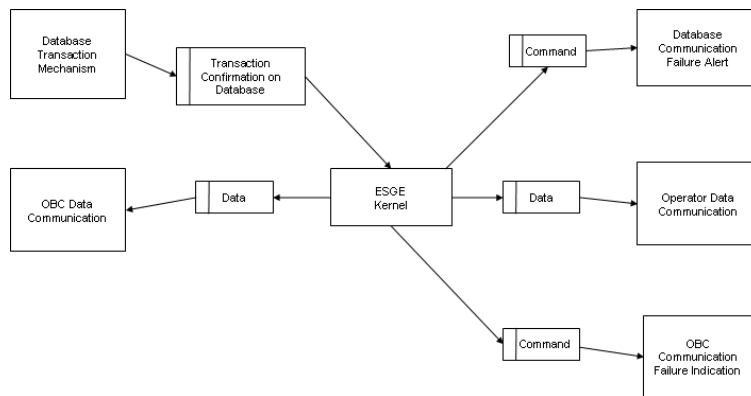 Database
Transaction
Mechanism
Transaction
Confirmation on
Database
Command
Database
Communication
Failure Alert
OBC Data
Communication
Data
ESGE
Kernel
Data
Operator Data
Communication
Command
OBC
Communication
Failure Indication